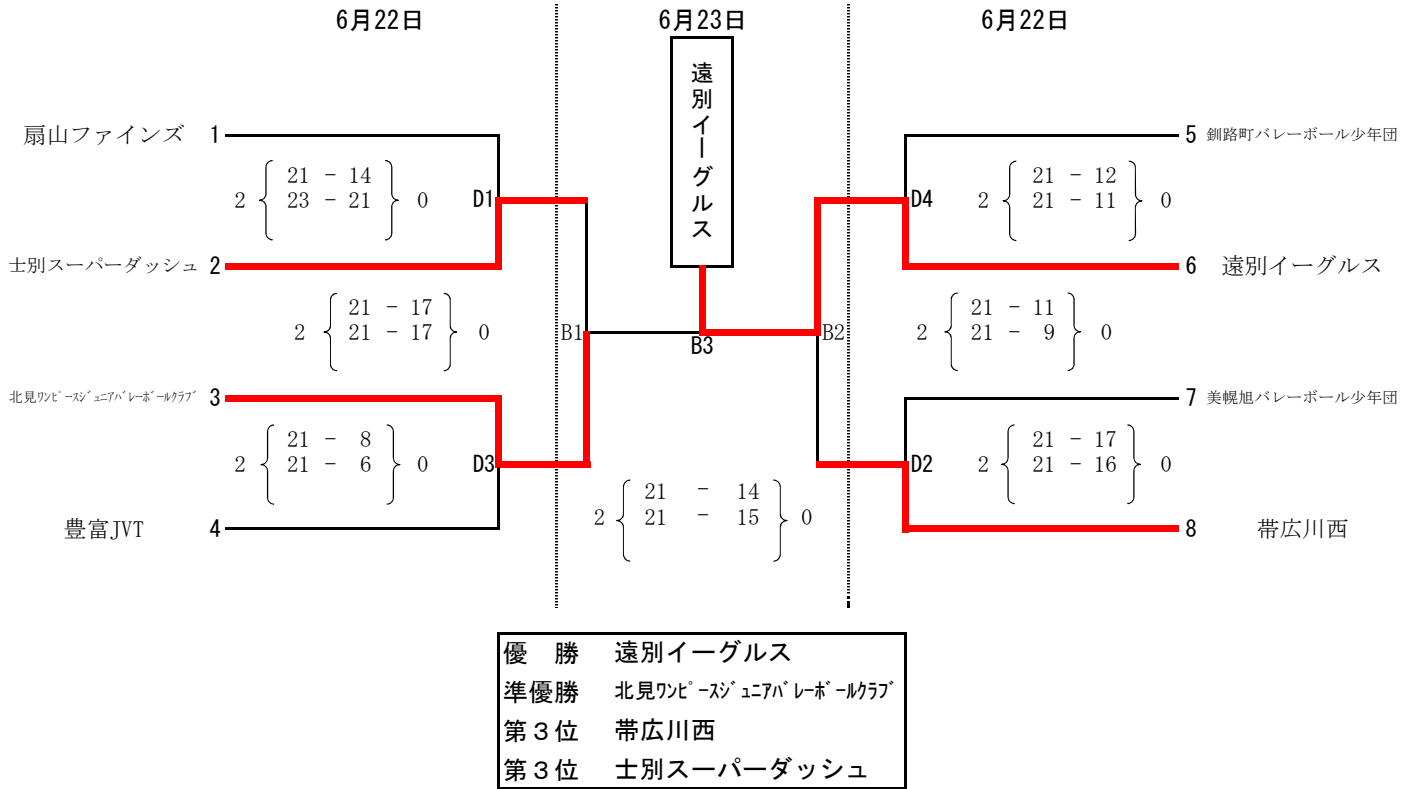 6月22日 6月23日 6月22日
遠別イーグルス
扇山ファインズ 1
5 釧路町バレーボール少年団
2 21 - 14 0 D1
23 - 21
D4 2 21 - 12 0
21 - 11
士別スーパーダッシュ 2
6 遠別イーグルス
2 21 - 17 0 B1
21 - 17
B3
B2 2 21 - 11 0
21 - 9
北見ワンピースジュニアバレーボールクラブ 3
7 美幌旭バレーボール少年団
2 21 - 8 0 D3
21 - 6
D2 2 21 - 17 0
21 - 16
2 21 - 14 0
21 - 15
豊富JVT 4
8 帯広川西
優 勝 遠別イーグルス
準優勝 北見ワンピースジュニアバレーボールクラブ
第3位 帯広川西
第3位 士別スーパーダッシュ